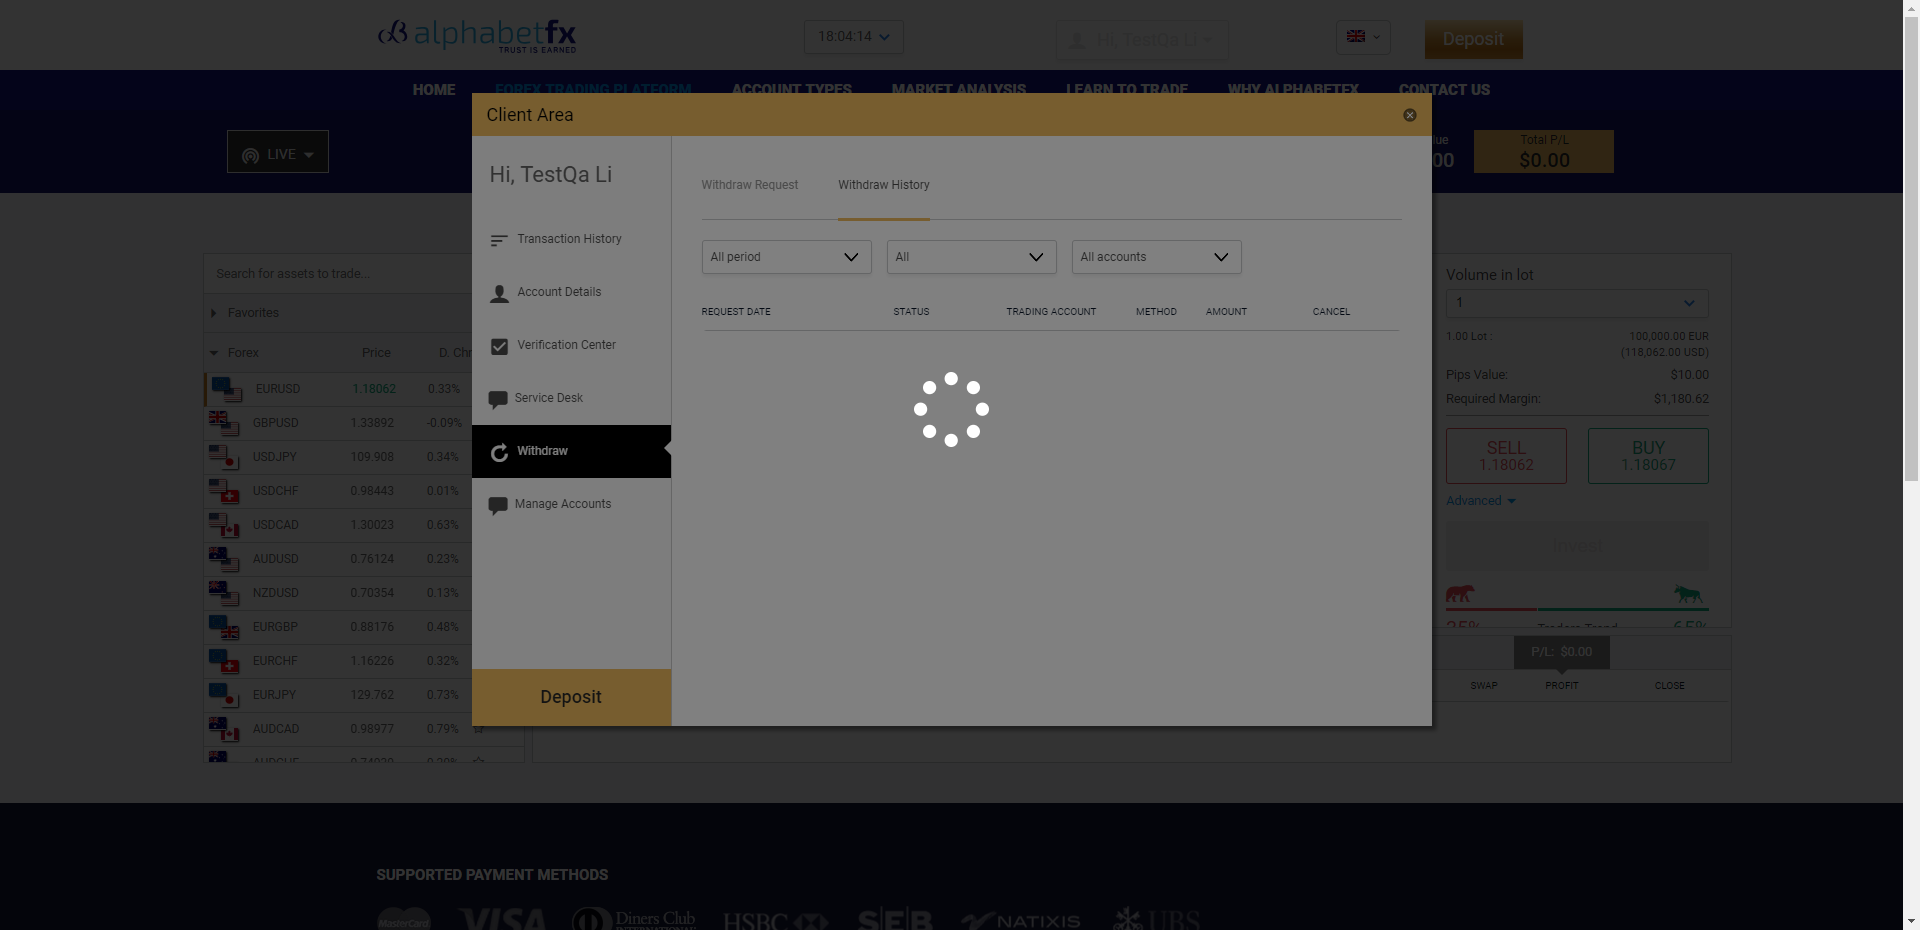 alphabetfx
TRUST IS EARNED
18:04:14
Hi, TestQa Li
Deposit
HOME
FOREX TRADING PLATFORM
ACCOUNT TYPES
MARKET ANALYSIS
LEARN TO TRADE
WHY ALPHABETFX
CONTACT US
LIVE
Total P/L
$0.00
Client Area
Hi, TestQa Li
Transaction History
Account Details
Verification Center
Service Desk
Withdraw
Manage Accounts
Deposit
Withdraw Request
Withdraw History
All period
All
All accounts
REQUEST DATE STATUS TRADING ACCOUNT METHOD AMOUNT CANCEL
Search for assets to trade...
Favorites
Forex Price D. Ch
EURUSD 1.18062 0.33%
GBPUSD 1.33892 -0.09%
USDJPY 109.908 0.34%
USDCHF 0.98443 0.01%
USDCAD 1.30023 0.63%
AUDUSD 0.76124 0.23%
NZDUSD 0.70354 0.13%
EURGBP 0.88176 0.48%
EURCHF 1.16226 0.32%
EURJPY 129.762 0.73%
AUDCAD 0.98977 0.79%
Volume in lot
1
1.00 Lot : 100,000.00 EUR
(118,062.00 USD)
Pips Value: $10.00
Required Margin: $1,180.62
SELL
1.18062
BUY
1.18067
Advanced
Invest
35% Traders Trend 65%
P/L: $0.00
SWAP PROFIT CLOSE
SUPPORTED PAYMENT METHODS
MasterCard
VISA
Diners Club
INTERNATIONAL
HSBC
SEB
NATIXIS
UBS